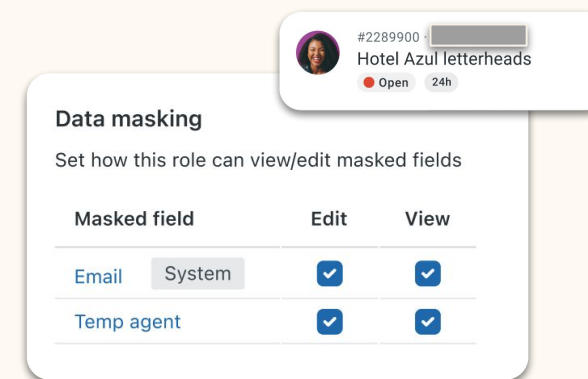 #2289900 ·
Hotel Azul letterheads
Open 24h
Data masking
Set how this role can view/edit masked fields
Masked field Edit View
Email System
Temp agent